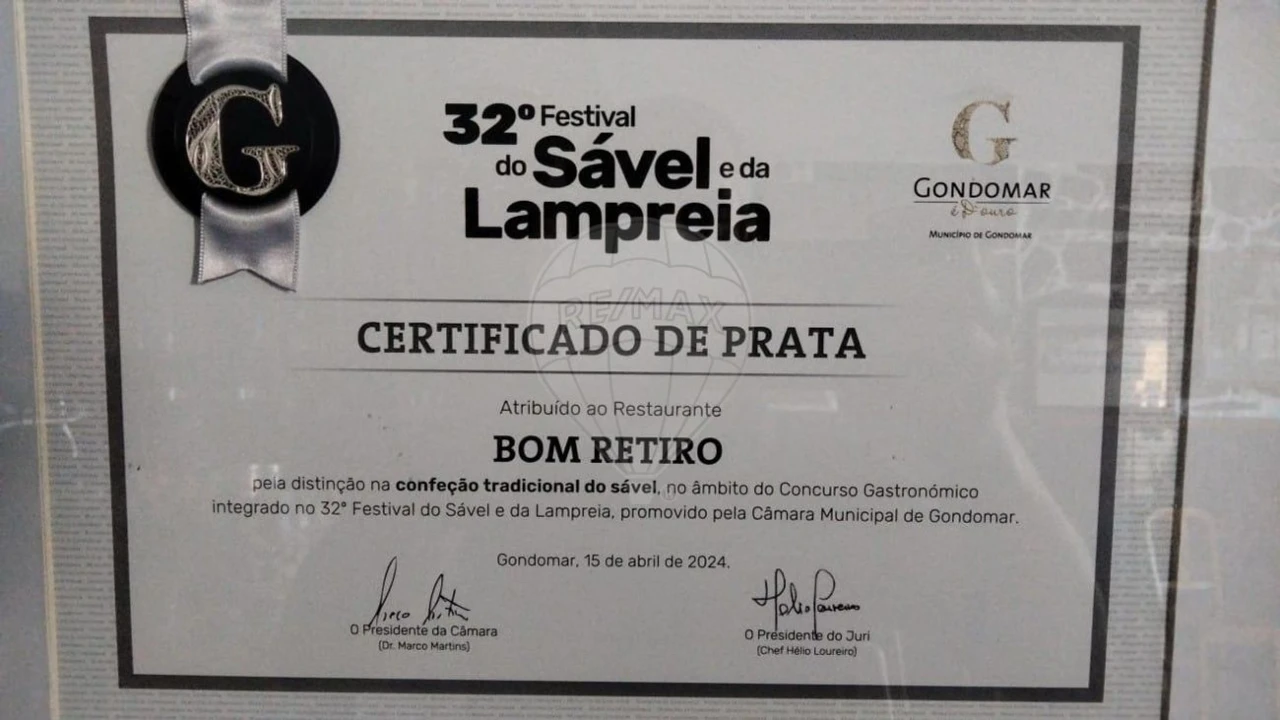 G
32º Festival
do Sável e da
Lampreia
G
GONDOMAR
é D'ouro
MUNICÍPIO DE GONDOMAR
RE/MAX
CERTIFICADO DE PRATA
Atribuído ao Restaurante
BOM RETIRO
pela distinção na confeção tradicional do sável, no âmbito do Concurso Gastronómico
integrado no 32º Festival do Sável e da Lampreia, promovido pela Câmara Municipal de Gondomar.
Gondomar, 15 de abril de 2024.
O Presidente da Câmara
(Dr. Marco Martins)
O Presidente do Juri
(Chef Hélio Loureiro)